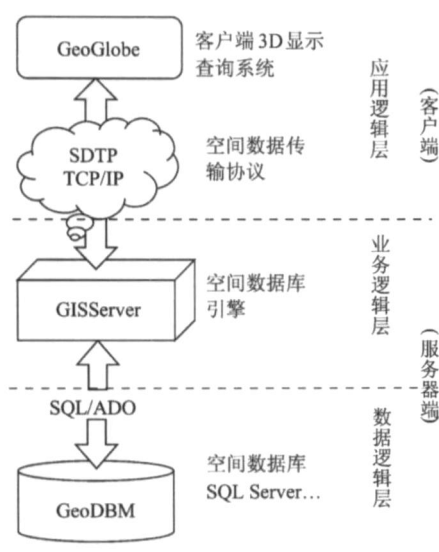 GeoGlobe
客户端3D显示
查询系统
应用逻辑层
(客户端)
SDTP
TCP/IP
空间数据传
输协议
GISServer
空间数据库
引擎
业务逻辑层
(服务器端)
SQL/ADO
GeoDBM
空间数据库
SQL Server…
数据逻辑层